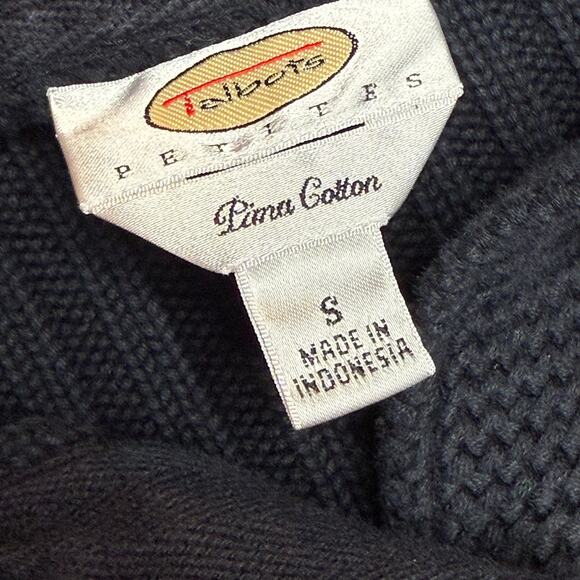 Talbots
PETITES
Pima Cotton
S
MADE IN
INDONESIA